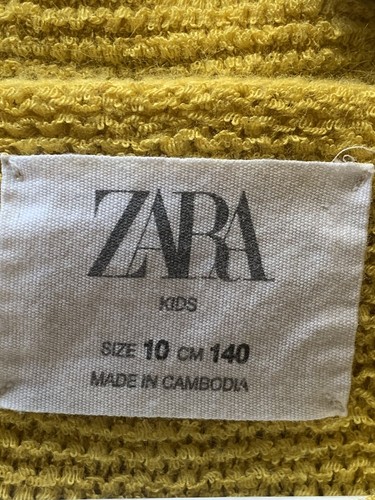 ZARA
KIDS
SIZE 10 CM 140
MADE IN CAMBODIA